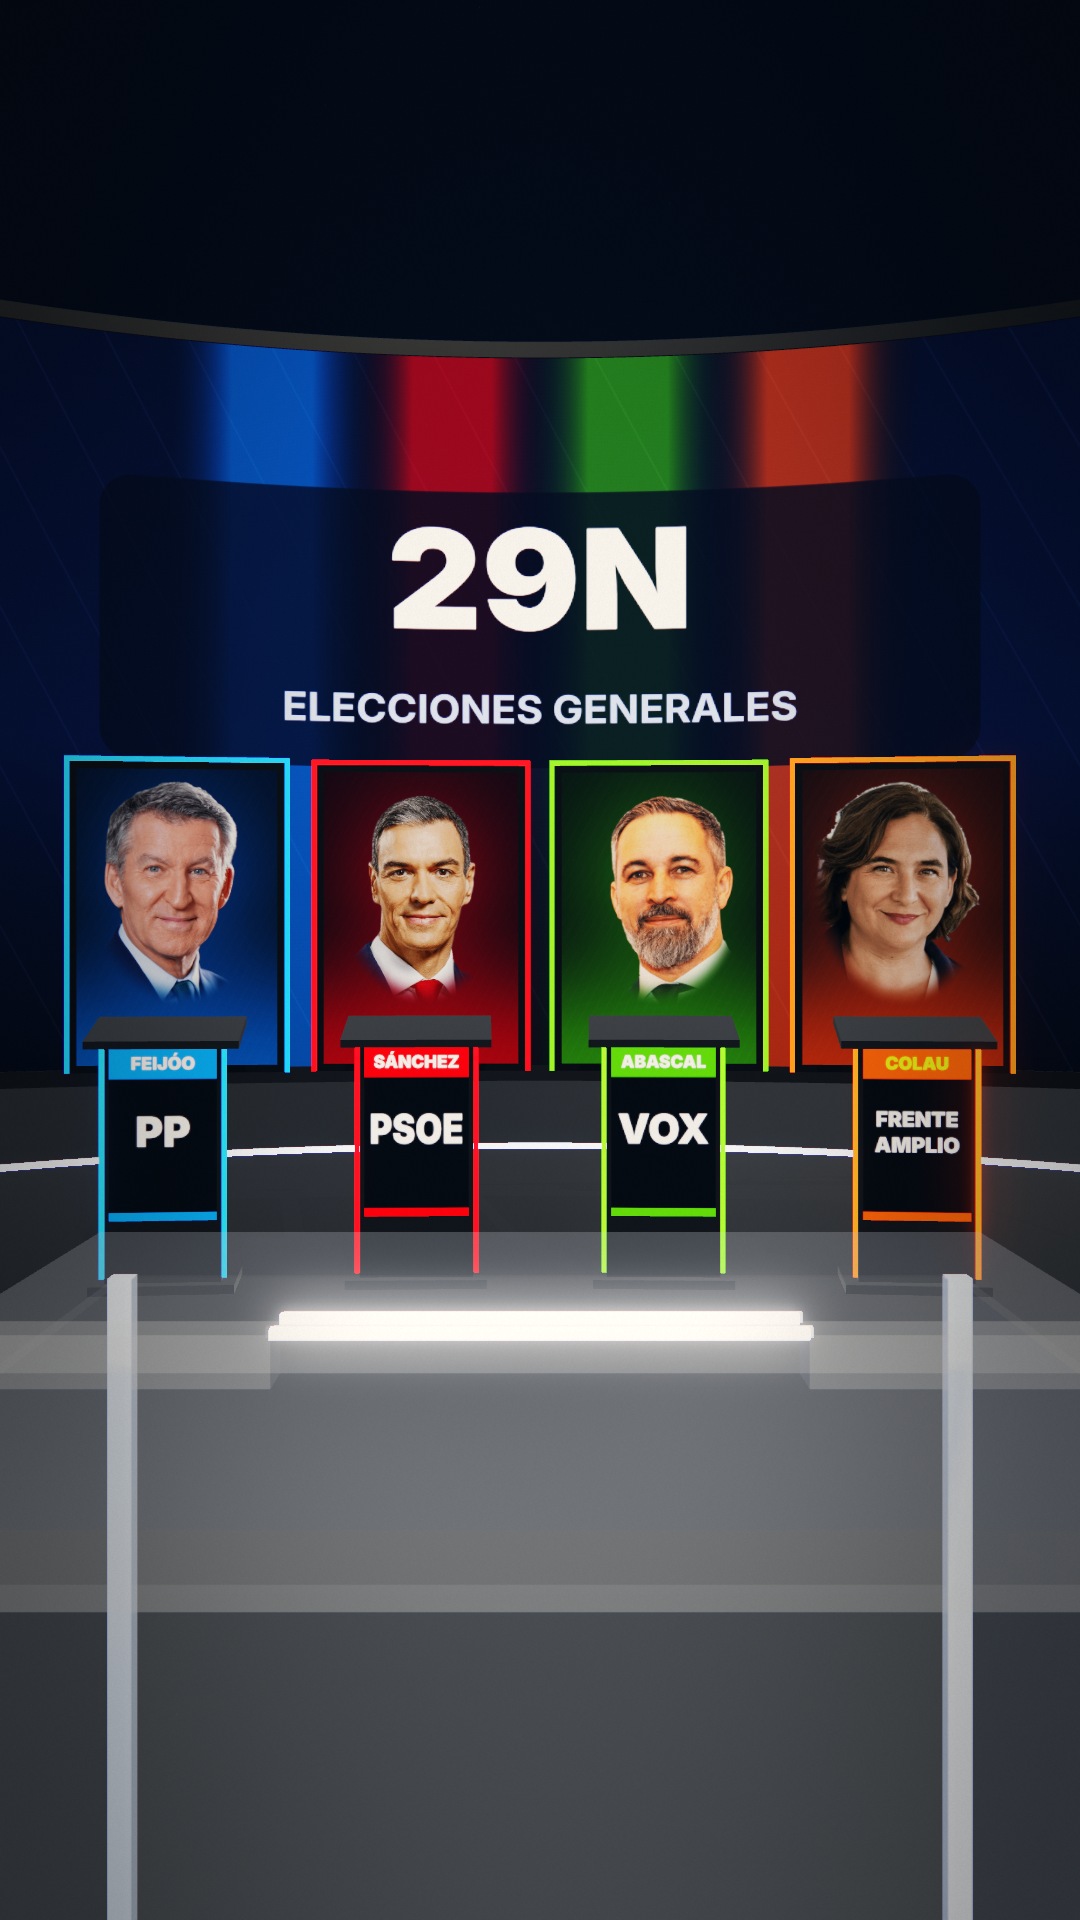 29N
ELECCIONES GENERALES
FEIJÓO
SÁNCHEZ
ABASCAL
COLAU
PP
PSOE
VOX
FRENTE
AMPLIO